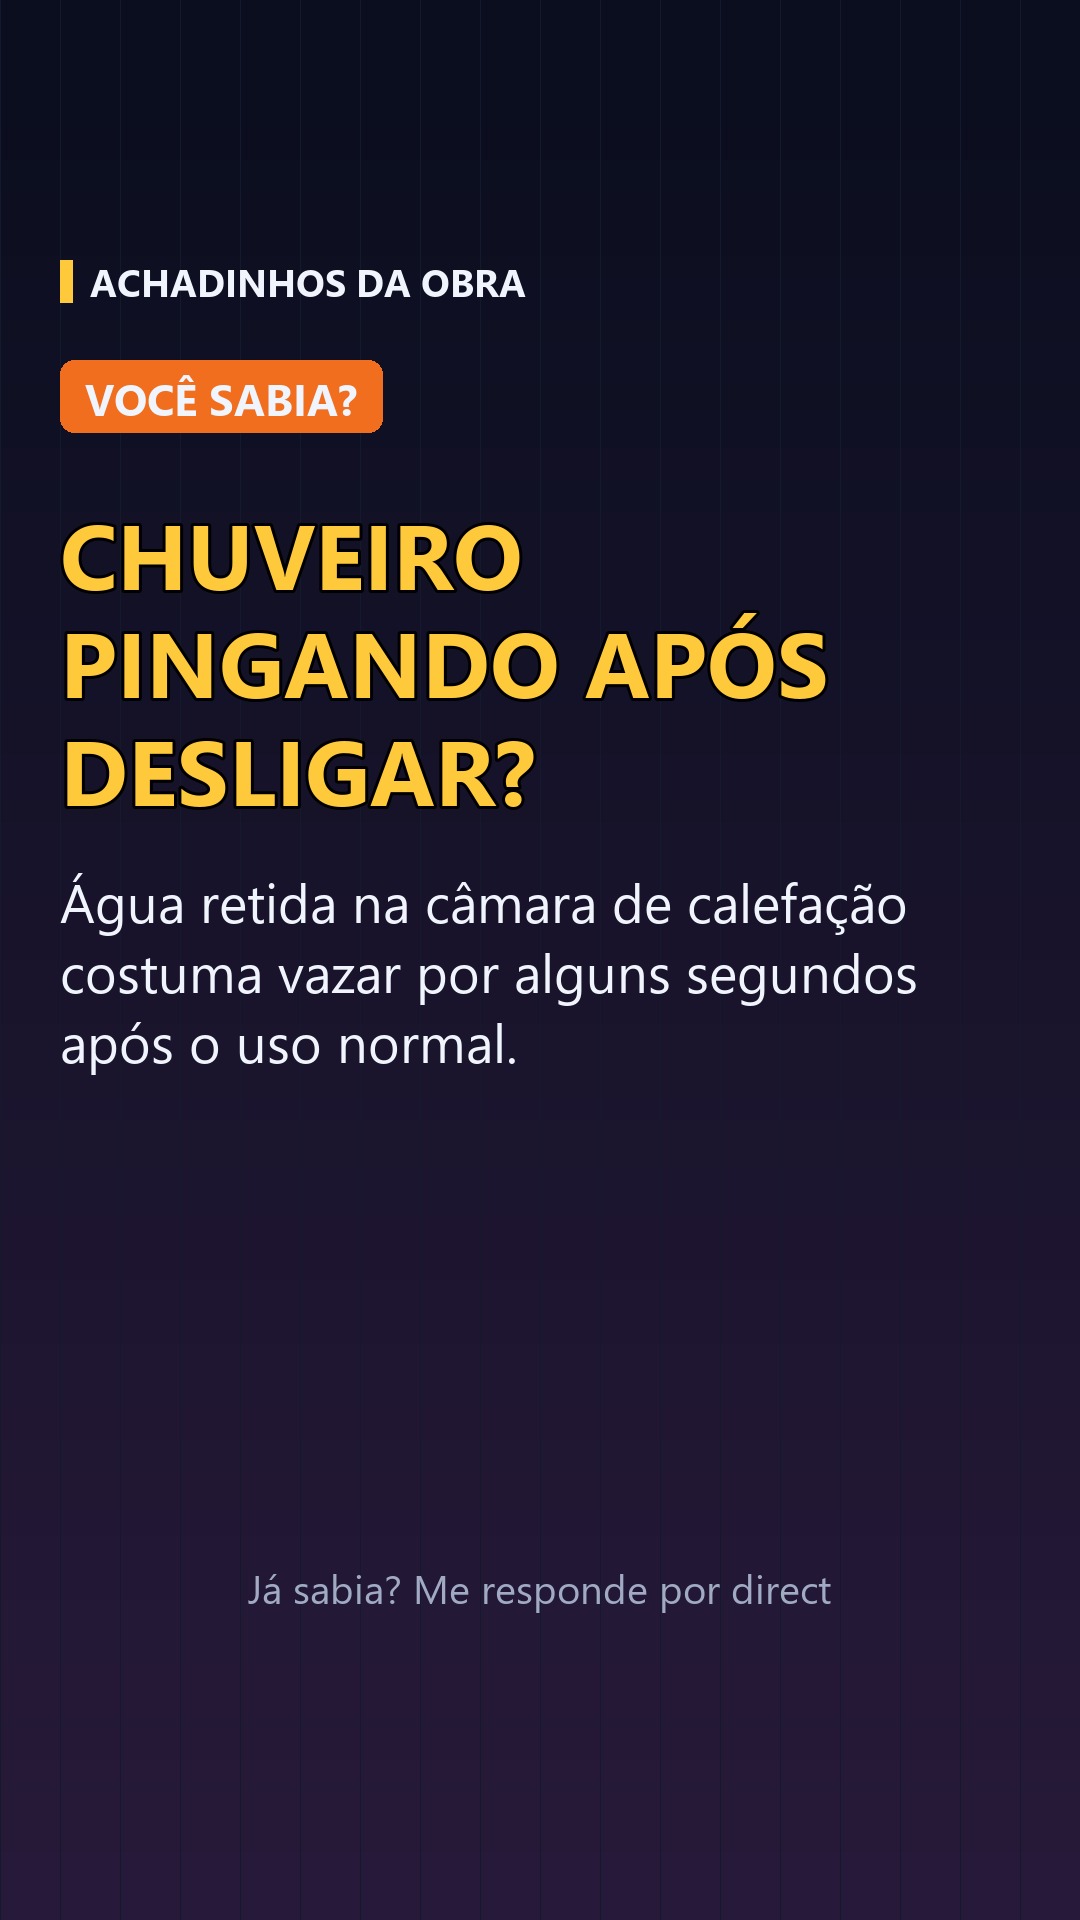 ACHADINHOS DA OBRA
VOCÊ SABIA?
CHUVEIRO
PINGANDO APÓS
DESLIGAR?
Água retida na câmara de calefação
costuma vazar por alguns segundos
após o uso normal.
Já sabia? Me responde por direct